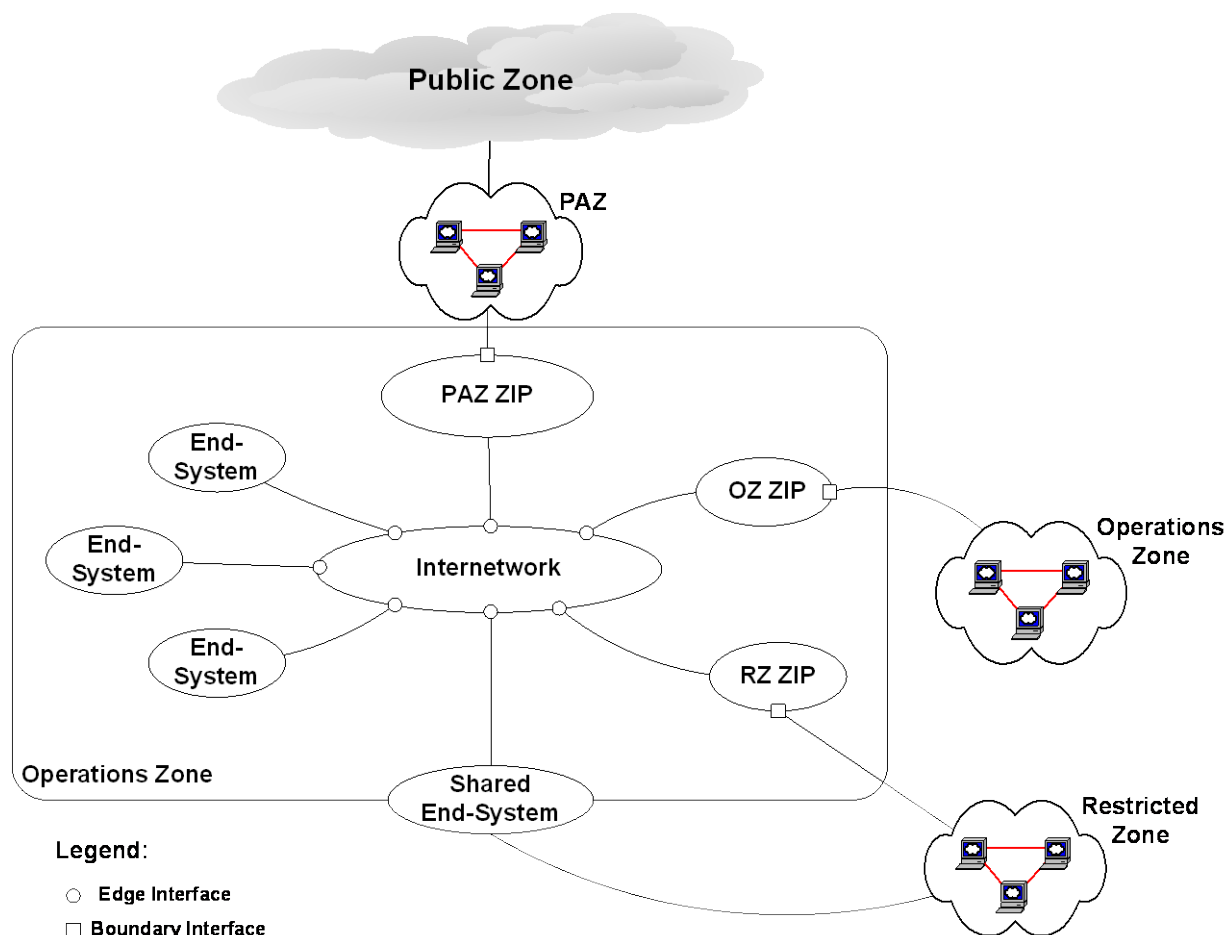 Public Zone
PAZ
PAZ ZIP
End-
System
OZ ZIP
End-
System
Internetwork
Operations
Zone
End-
System
RZ ZIP
Operations Zone
Shared
End-System
Restricted
Zone
Legend:
Edge Interface
Boundary Interface